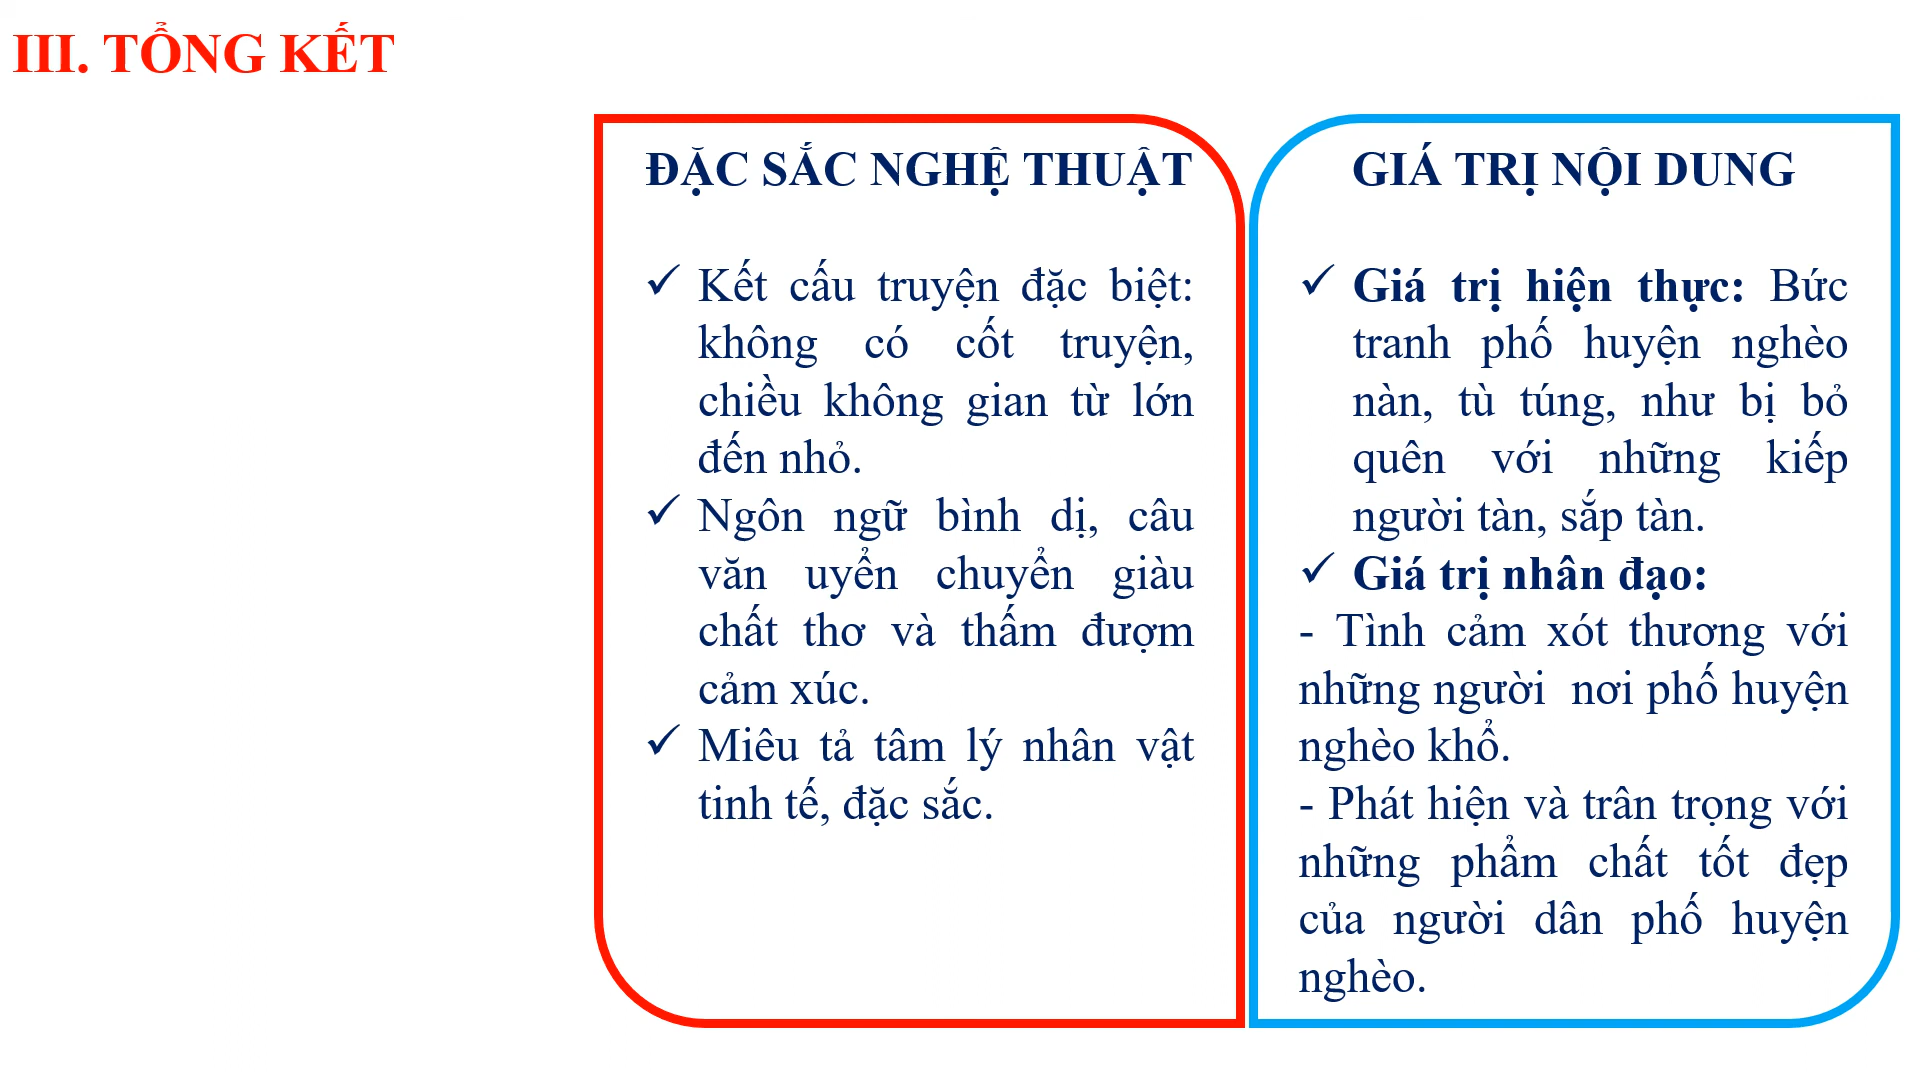 III. TỔNG KẾT
ĐẶC SẮC NGHỆ THUẬT
✓ Kết cấu truyện đặc biệt:
không có cốt truyện,
chiều không gian từ lớn
đến nhỏ.
✓ Ngôn ngữ bình dị, câu
văn uyển chuyển giàu
chất thơ và thấm đượm
cảm xúc.
✓ Miêu tả tâm lý nhân vật
tinh tế, đặc sắc.
GIÁ TRỊ NỘI DUNG
✓ Giá trị hiện thực: Bức
tranh phố huyện nghèo
nàn, tù túng, như bị bỏ
quên với những kiếp
người tàn, sắp tàn.
✓ Giá trị nhân đạo:
- Tình cảm xót thương với
những người nơi phố huyện
nghèo khổ.
- Phát hiện và trân trọng với
những phẩm chất tốt đẹp
của người dân phố huyện
nghèo.